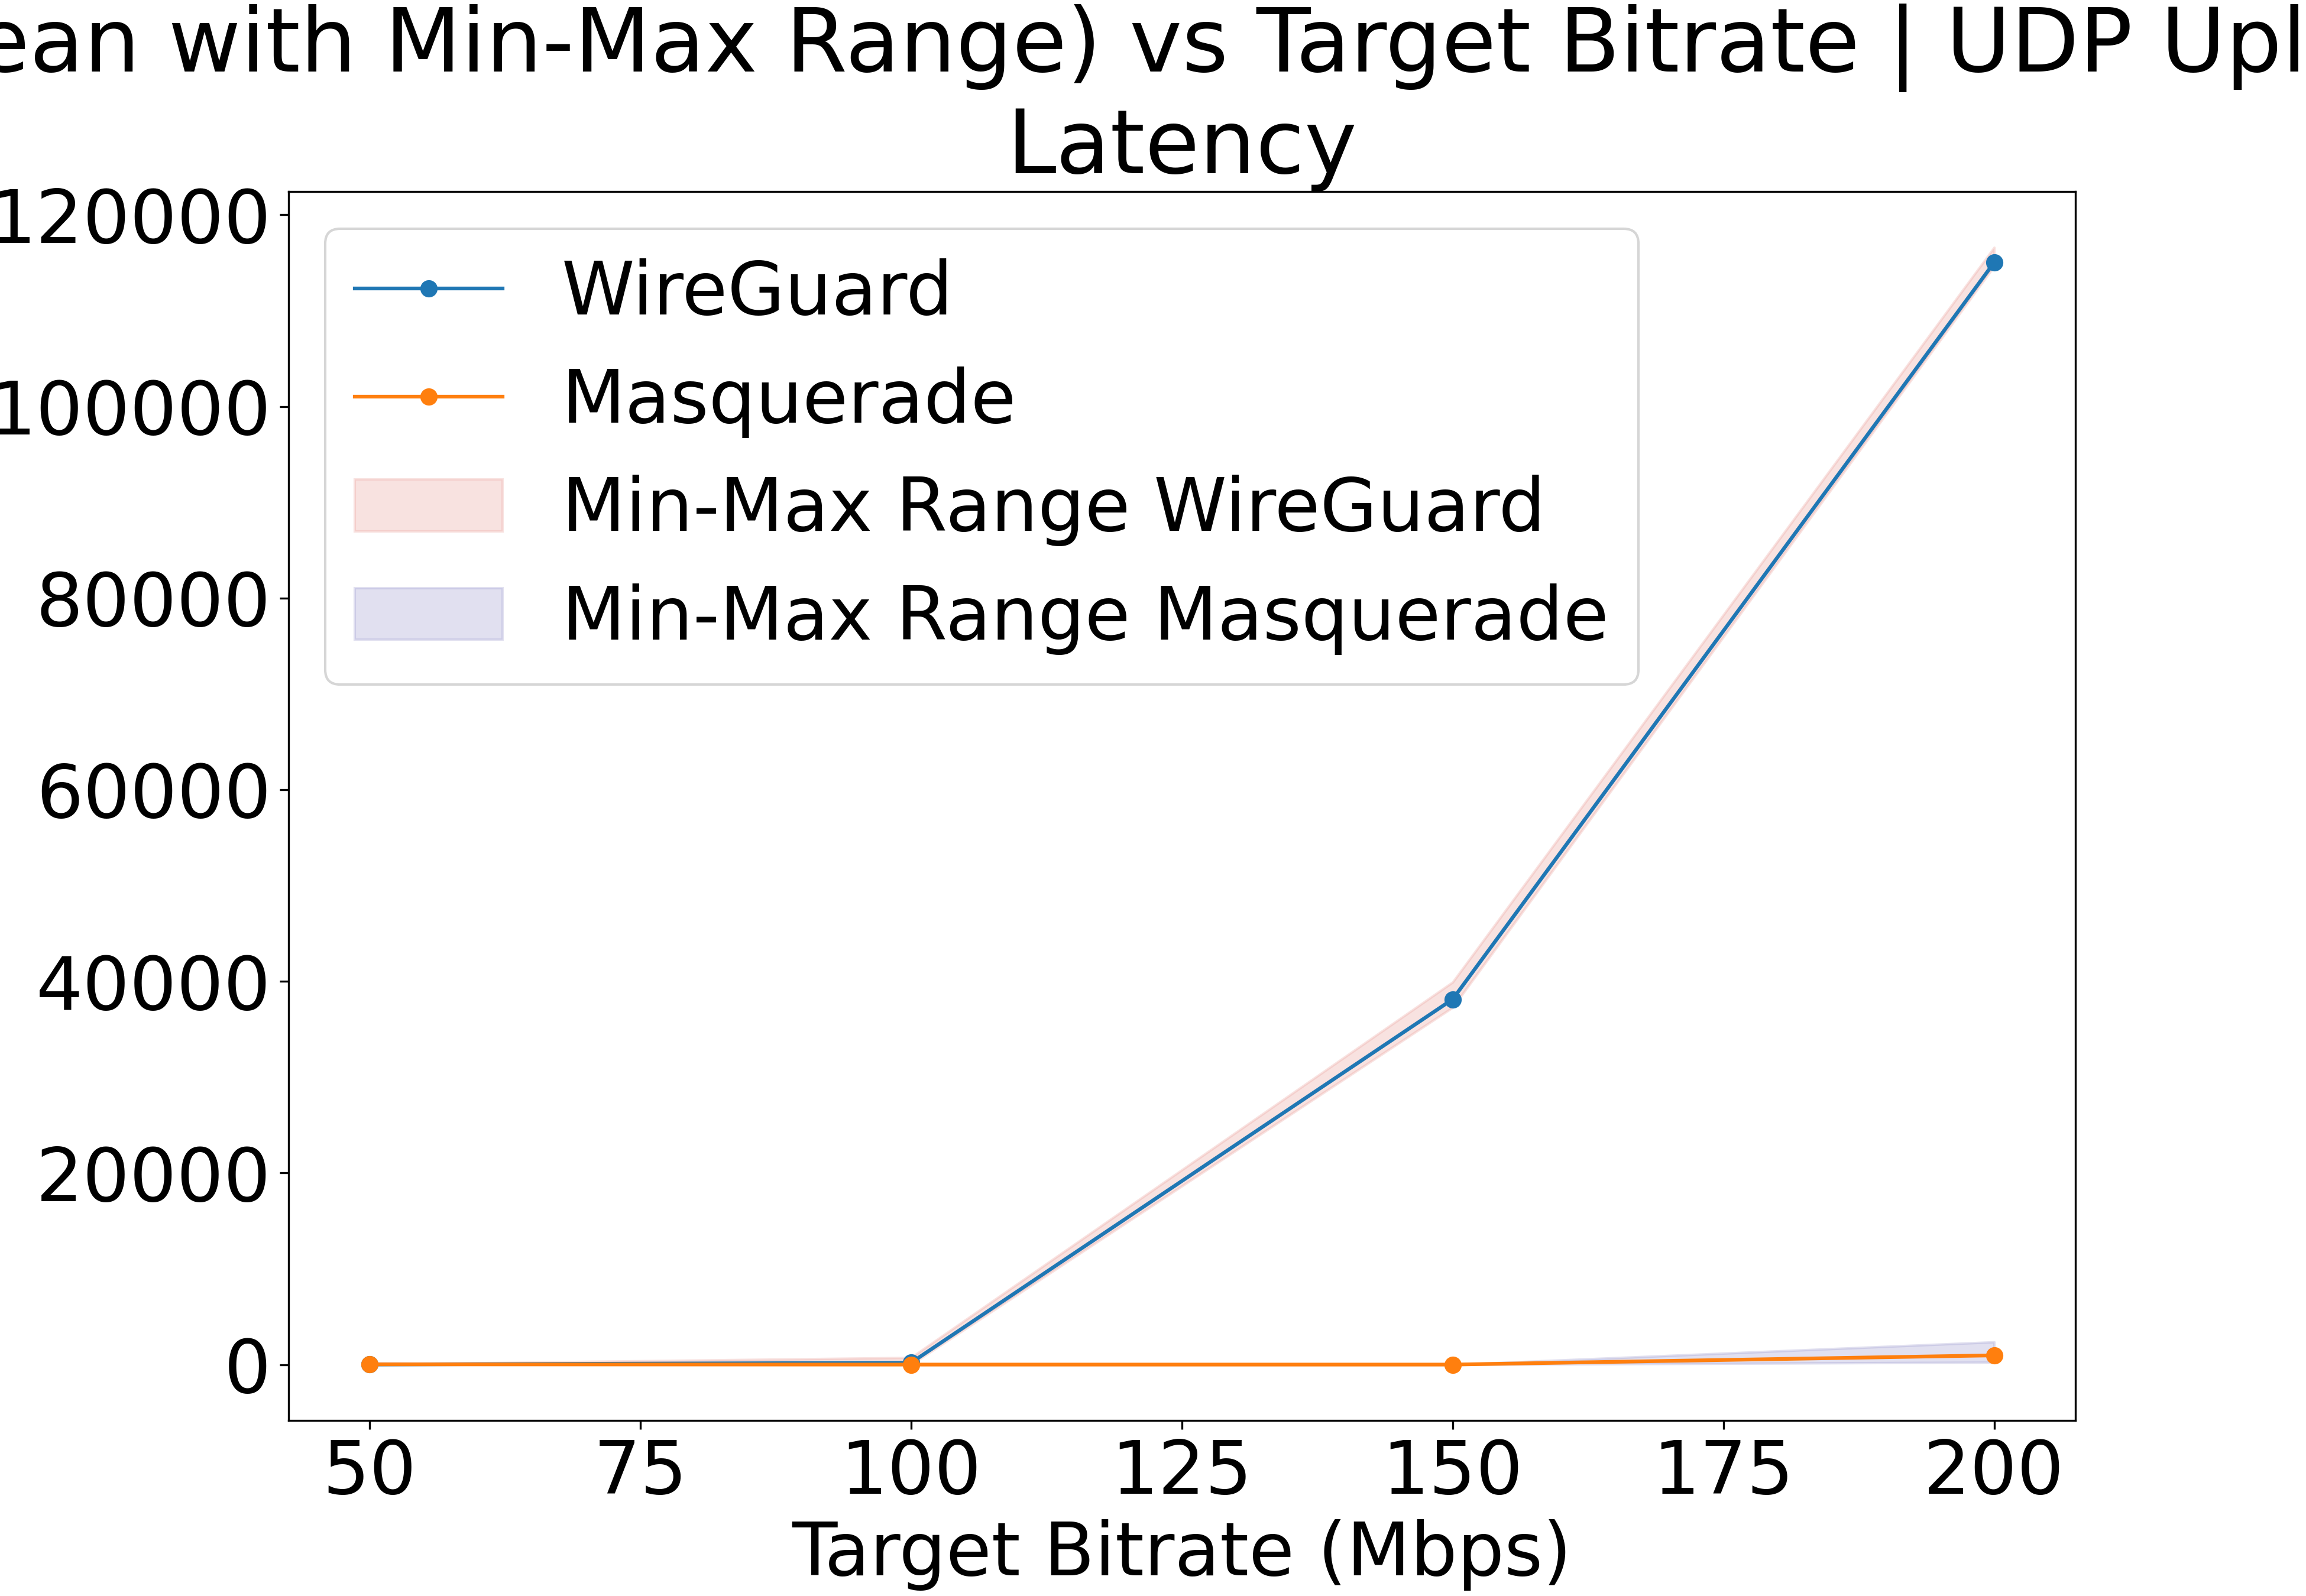 ean with Min-Max Range) vs Target Bitrate | UDP Upl
Latency
120000
100000
80000
60000
40000
20000
0
WireGuard
Masquerade
Min-Max Range WireGuard
Min-Max Range Masquerade
50 75 100 125 150 175 200
Target Bitrate (Mbps)